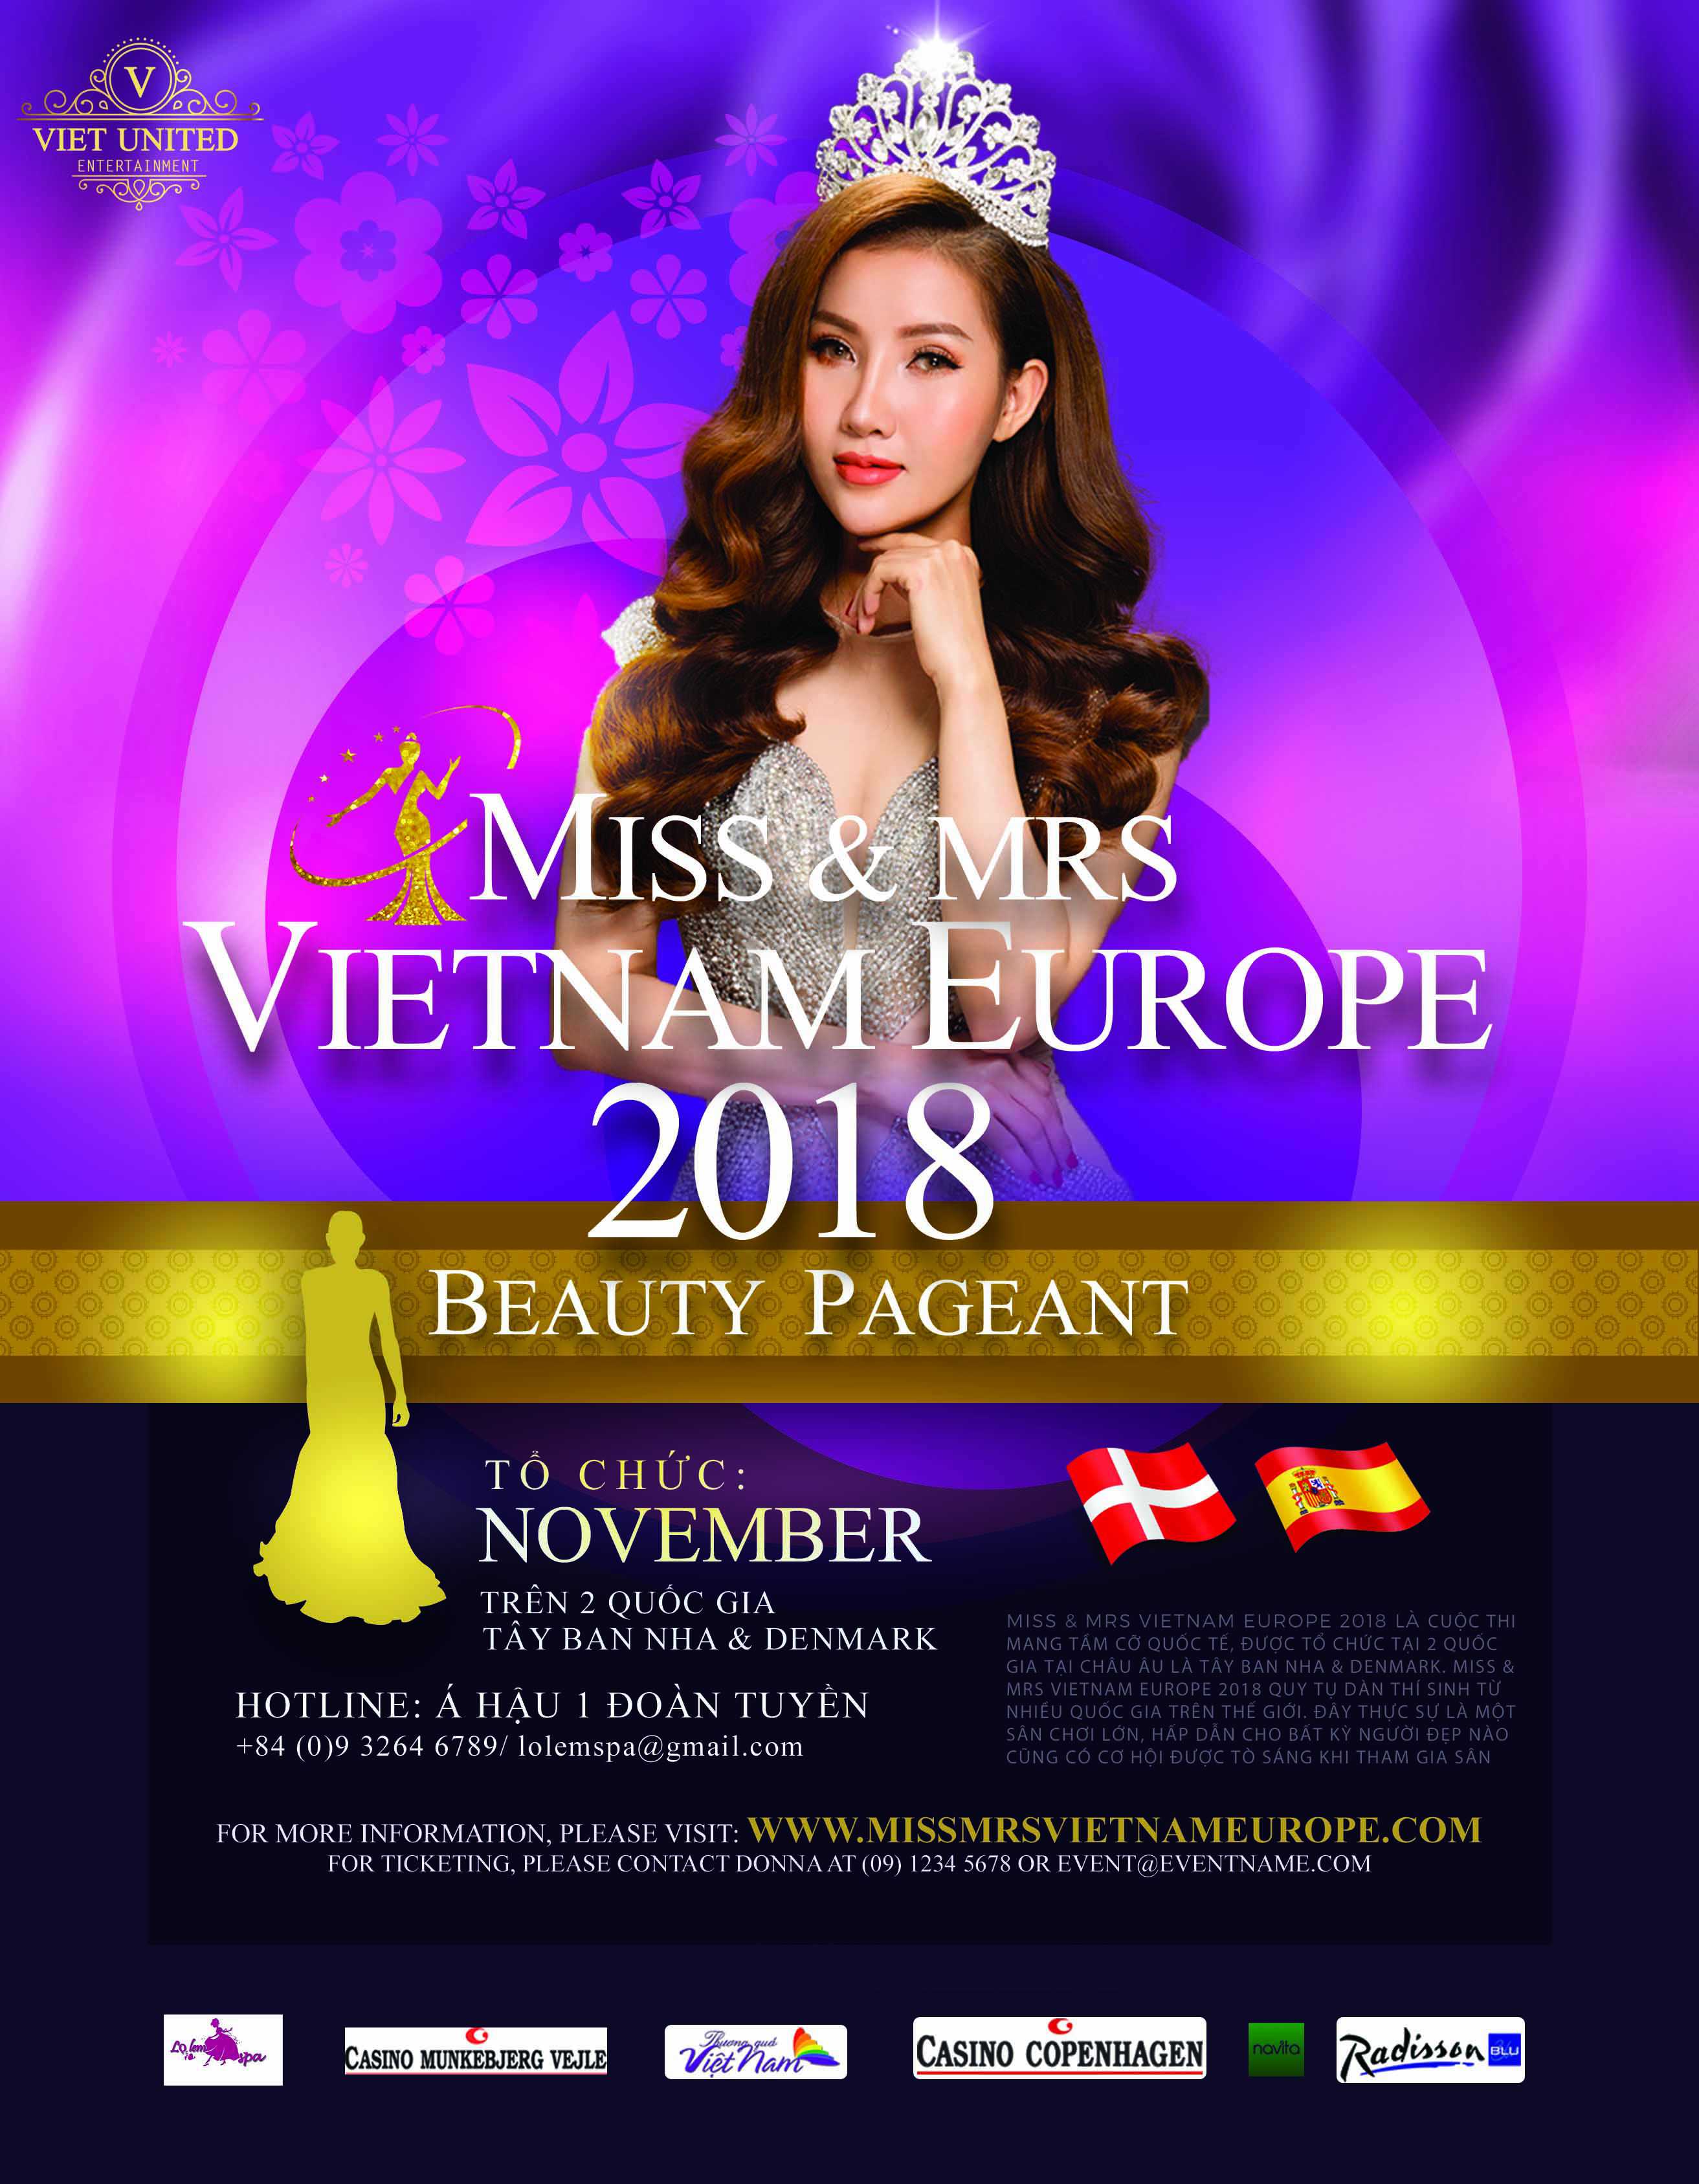 V
VIET UNITED
ENTERTAINMENT
MISS & MRS
VIETNAM EUROPE
2018
BEAUTY PAGEANT
TỔ CHỨC:
NOVEMBER
TRÊN 2 QUỐC GIA
TÂY BAN NHA & DENMARK
HOTLINE: Á HẬU 1 ĐOÀN TUYỀN
+84 (0)9 3264 6789/ lolemspa@gmail.com
MISS & MRS VIETNAM EUROPE 2018 LÀ CUỘC THI
MANG TẦM CỠ QUỐC TẾ, ĐƯỢC TỔ CHỨC TẠI 2 QUỐC
GIA TẠI CHÂU ÂU LÀ TÂY BAN NHA & DENMARK. MISS &
MRS VIETNAM EUROPE 2018 QUY TỤ DÀN THÍ SINH TỪ
NHIỀU QUỐC GIA TRÊN THẾ GIỚI. ĐÂY THỰC SỰ LÀ MỘT
SÂN CHƠI LỚN, HẤP DẪN CHO BẤT KỲ NGƯỜI ĐẸP NÀO
CŨNG CÓ CƠ HỘI ĐƯỢC TỎ SÁNG KHI THAM GIA SÂN
FOR MORE INFORMATION, PLEASE VISIT: WWW.MISSMRSVIETNAMEUROPE.COM
FOR TICKETING, PLEASE CONTACT DONNA AT (09) 1234 5678 OR EVENT@EVENTNAME.COM
Lọ lem spa
CASINO MUNKEBJERG VEJLE
Thương quá Việt Nam
CASINO COPENHAGEN
navita
Radisson BLU